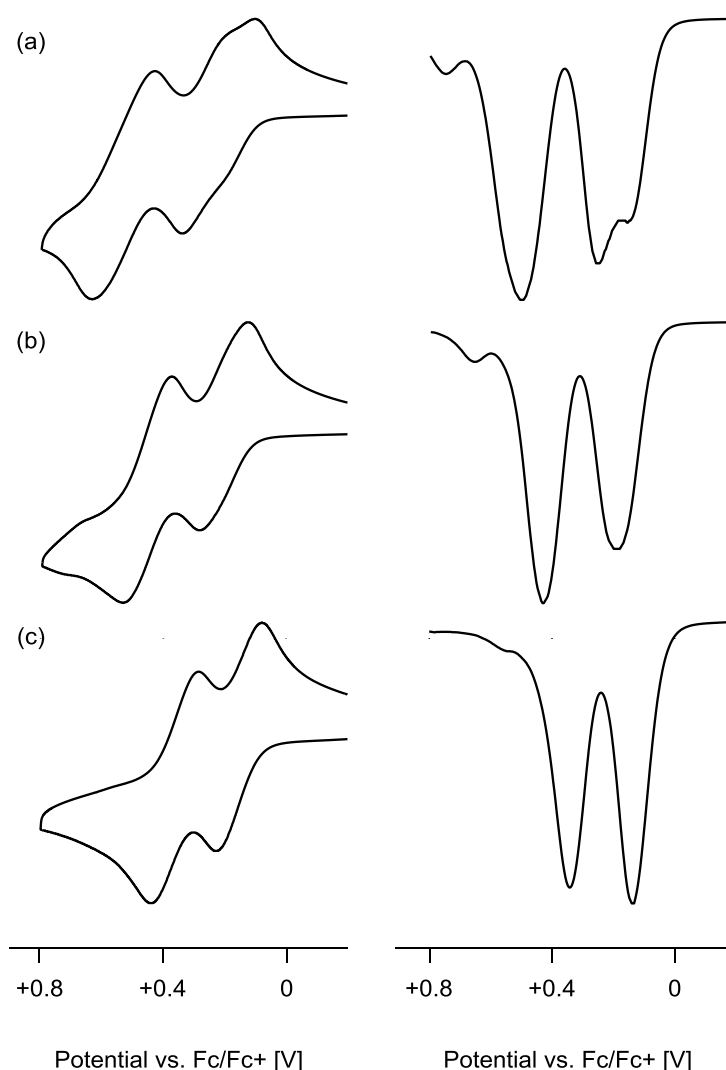 (a)
(b)
(c)
+0.8 +0.4 0 +0.8 +0.4 0
Potential vs. Fc/Fc+ [V] Potential vs. Fc/Fc+ [V]